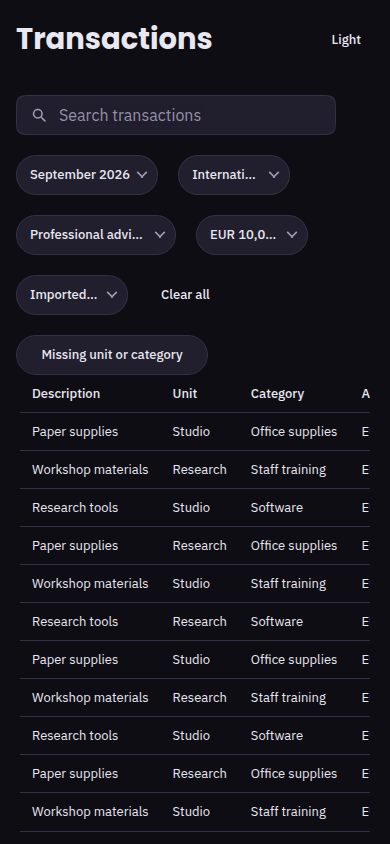 Transactions
Light
Search transactions
September 2026
Internati...
Professional advi...
EUR 10,0...
Imported...
Clear all
Missing unit or category
Description Unit Category A
Paper supplies Studio Office supplies E
Workshop materials Research Staff training E
Research tools Studio Software E
Paper supplies Research Office supplies E
Workshop materials Studio Staff training E
Research tools Research Software E
Paper supplies Studio Office supplies E
Workshop materials Research Staff training E
Research tools Studio Software E
Paper supplies Research Office supplies E
Workshop materials Studio Staff training E